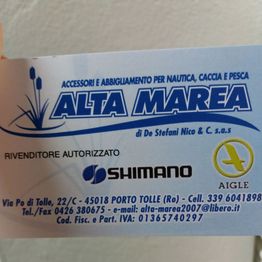 ACCESSORI E ABBIGLIAMENTO PER NAUTICA, CACCIA E PESCA
ALTA MAREA
di De Stefani Nico & C. s.a.s
RIVENDITORE AUTORIZZATO
SHIMANO
AIGLE
Via Po di Tolle, 22/C - 45018 PORTO TOLLE (Ro) - Cell. 339 6041898
Tel./Fax 0426 380675 - e-mail: alta-marea2007@libero.it
Cod. Fisc. e Part. IVA: 01365740297